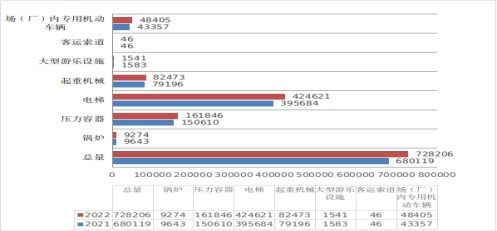 场（厂）内专用机动
车辆
48405
43357
客运索道
46
46
大型游乐设施
1541
1583
起重机械
82473
79196
电梯
424621
395684
压力容器
161846
150610
锅炉
9274
9643
总量
728206
680119
0 100000 200000 300000 400000 500000 600000 700000 800000
总量 锅炉 压力容器 电梯 起重机械 大型游乐 客运索道 场（厂）
设施 内专用机
动车辆
2022 728206 9274 161846 424621 82473 1541 46 48405
2021 680119 9643 150610 395684 79196 1583 46 43357